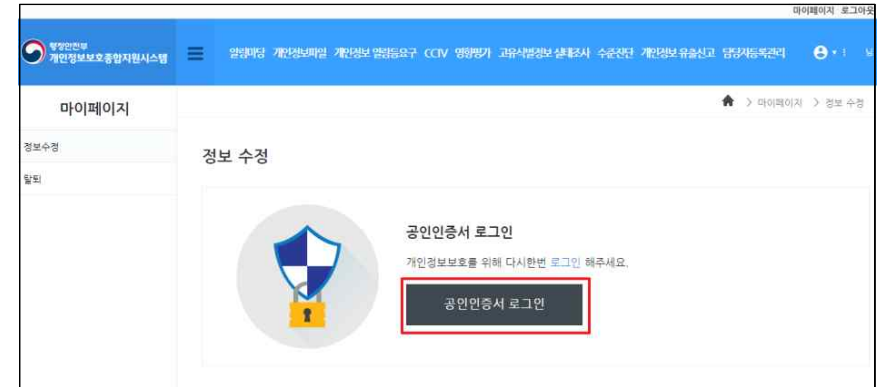 마이페이지 로그아웃
행정안전부
개인정보보호종합지원시스템
알림마당 개인정보파일 개인정보 열람등요구 CCTV 영향평가 고유식별정보 실태조사 수준진단 개인정보 유출신고 담당자등록관리
마이페이지
> 마이페이지 > 정보 수정
정보수정
탈퇴
정보 수정
공인인증서 로그인
개인정보보호를 위해 다시한번 로그인 해주세요.
공인인증서 로그인